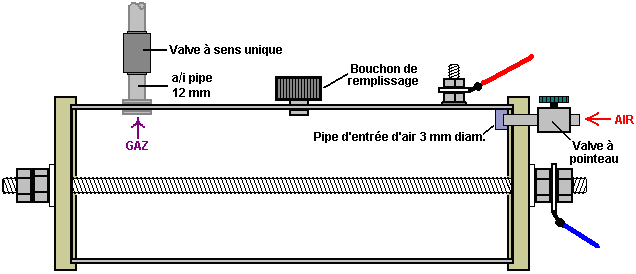 Valve à sens unique
a/i pipe
12 mm
GAZ
Bouchon de
remplissage
Pipe d'entrée d'air 3 mm diam.
AIR
Valve à
pointeau